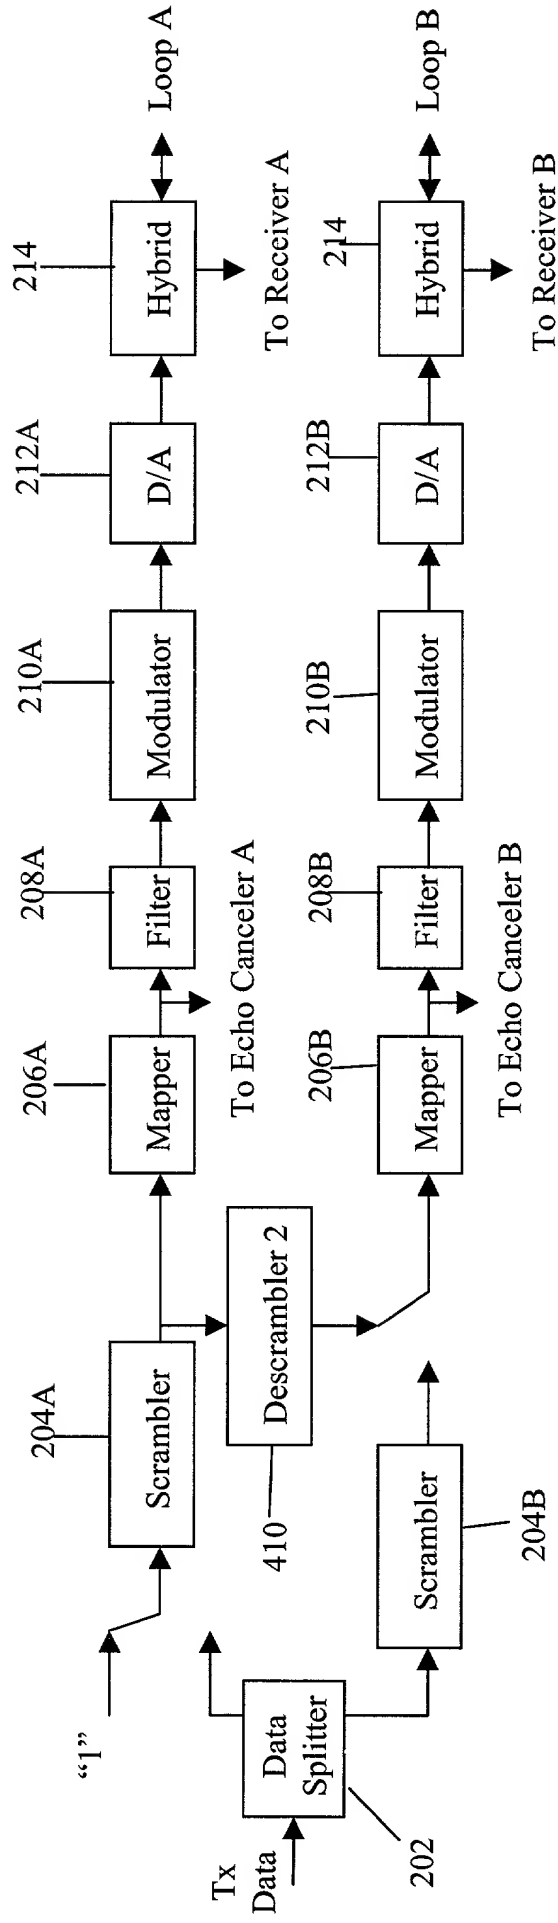 "1"
Tx
Data
Data
Splitter
202
204A
Scrambler
Descrambler 2
410
Scrambler
204B
206A
Mapper
To Echo Canceler A
208A
Filter
210A
Modulator
212A
D/A
214
Hybrid
Loop A
To Receiver A
206B
Mapper
To Echo Canceler B
208B
Filter
210B
Modulator
212B
D/A
214
Hybrid
Loop B
To Receiver B